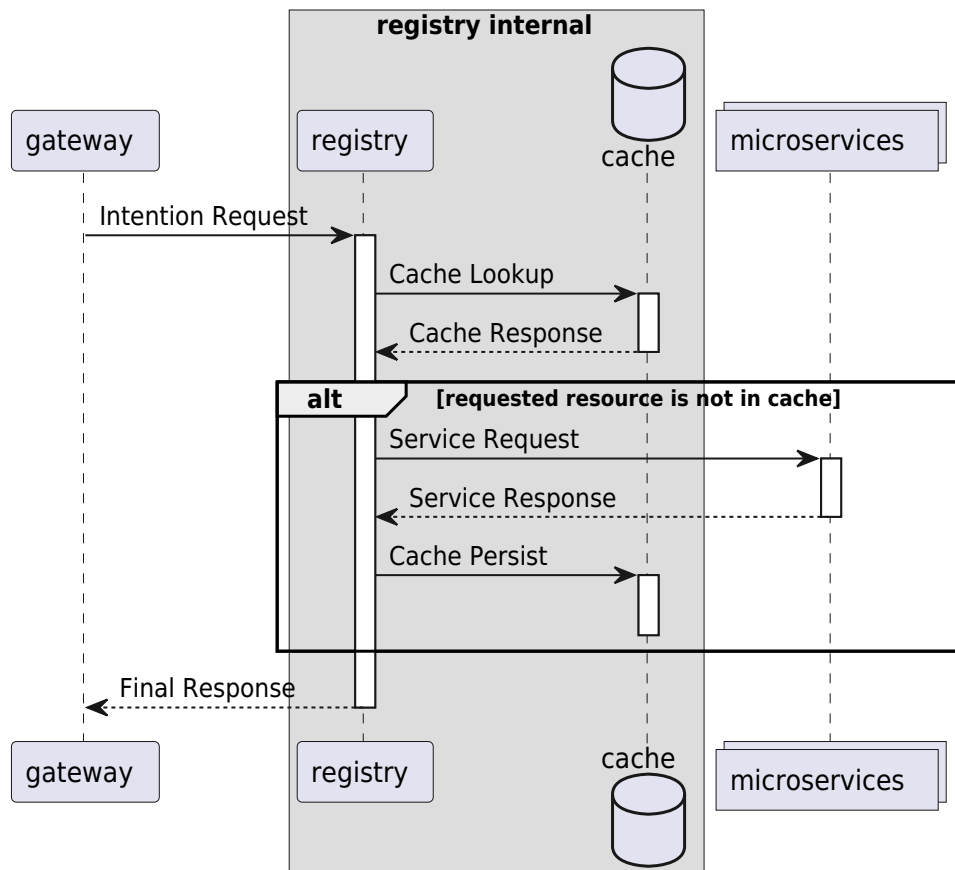 registry internal
gateway
registry
cache
microservices
Intention Request
Cache Lookup
Cache Response
alt
[requested resource is not in cache]
Service Request
Service Response
Cache Persist
Final Response
gateway
registry
cache
microservices